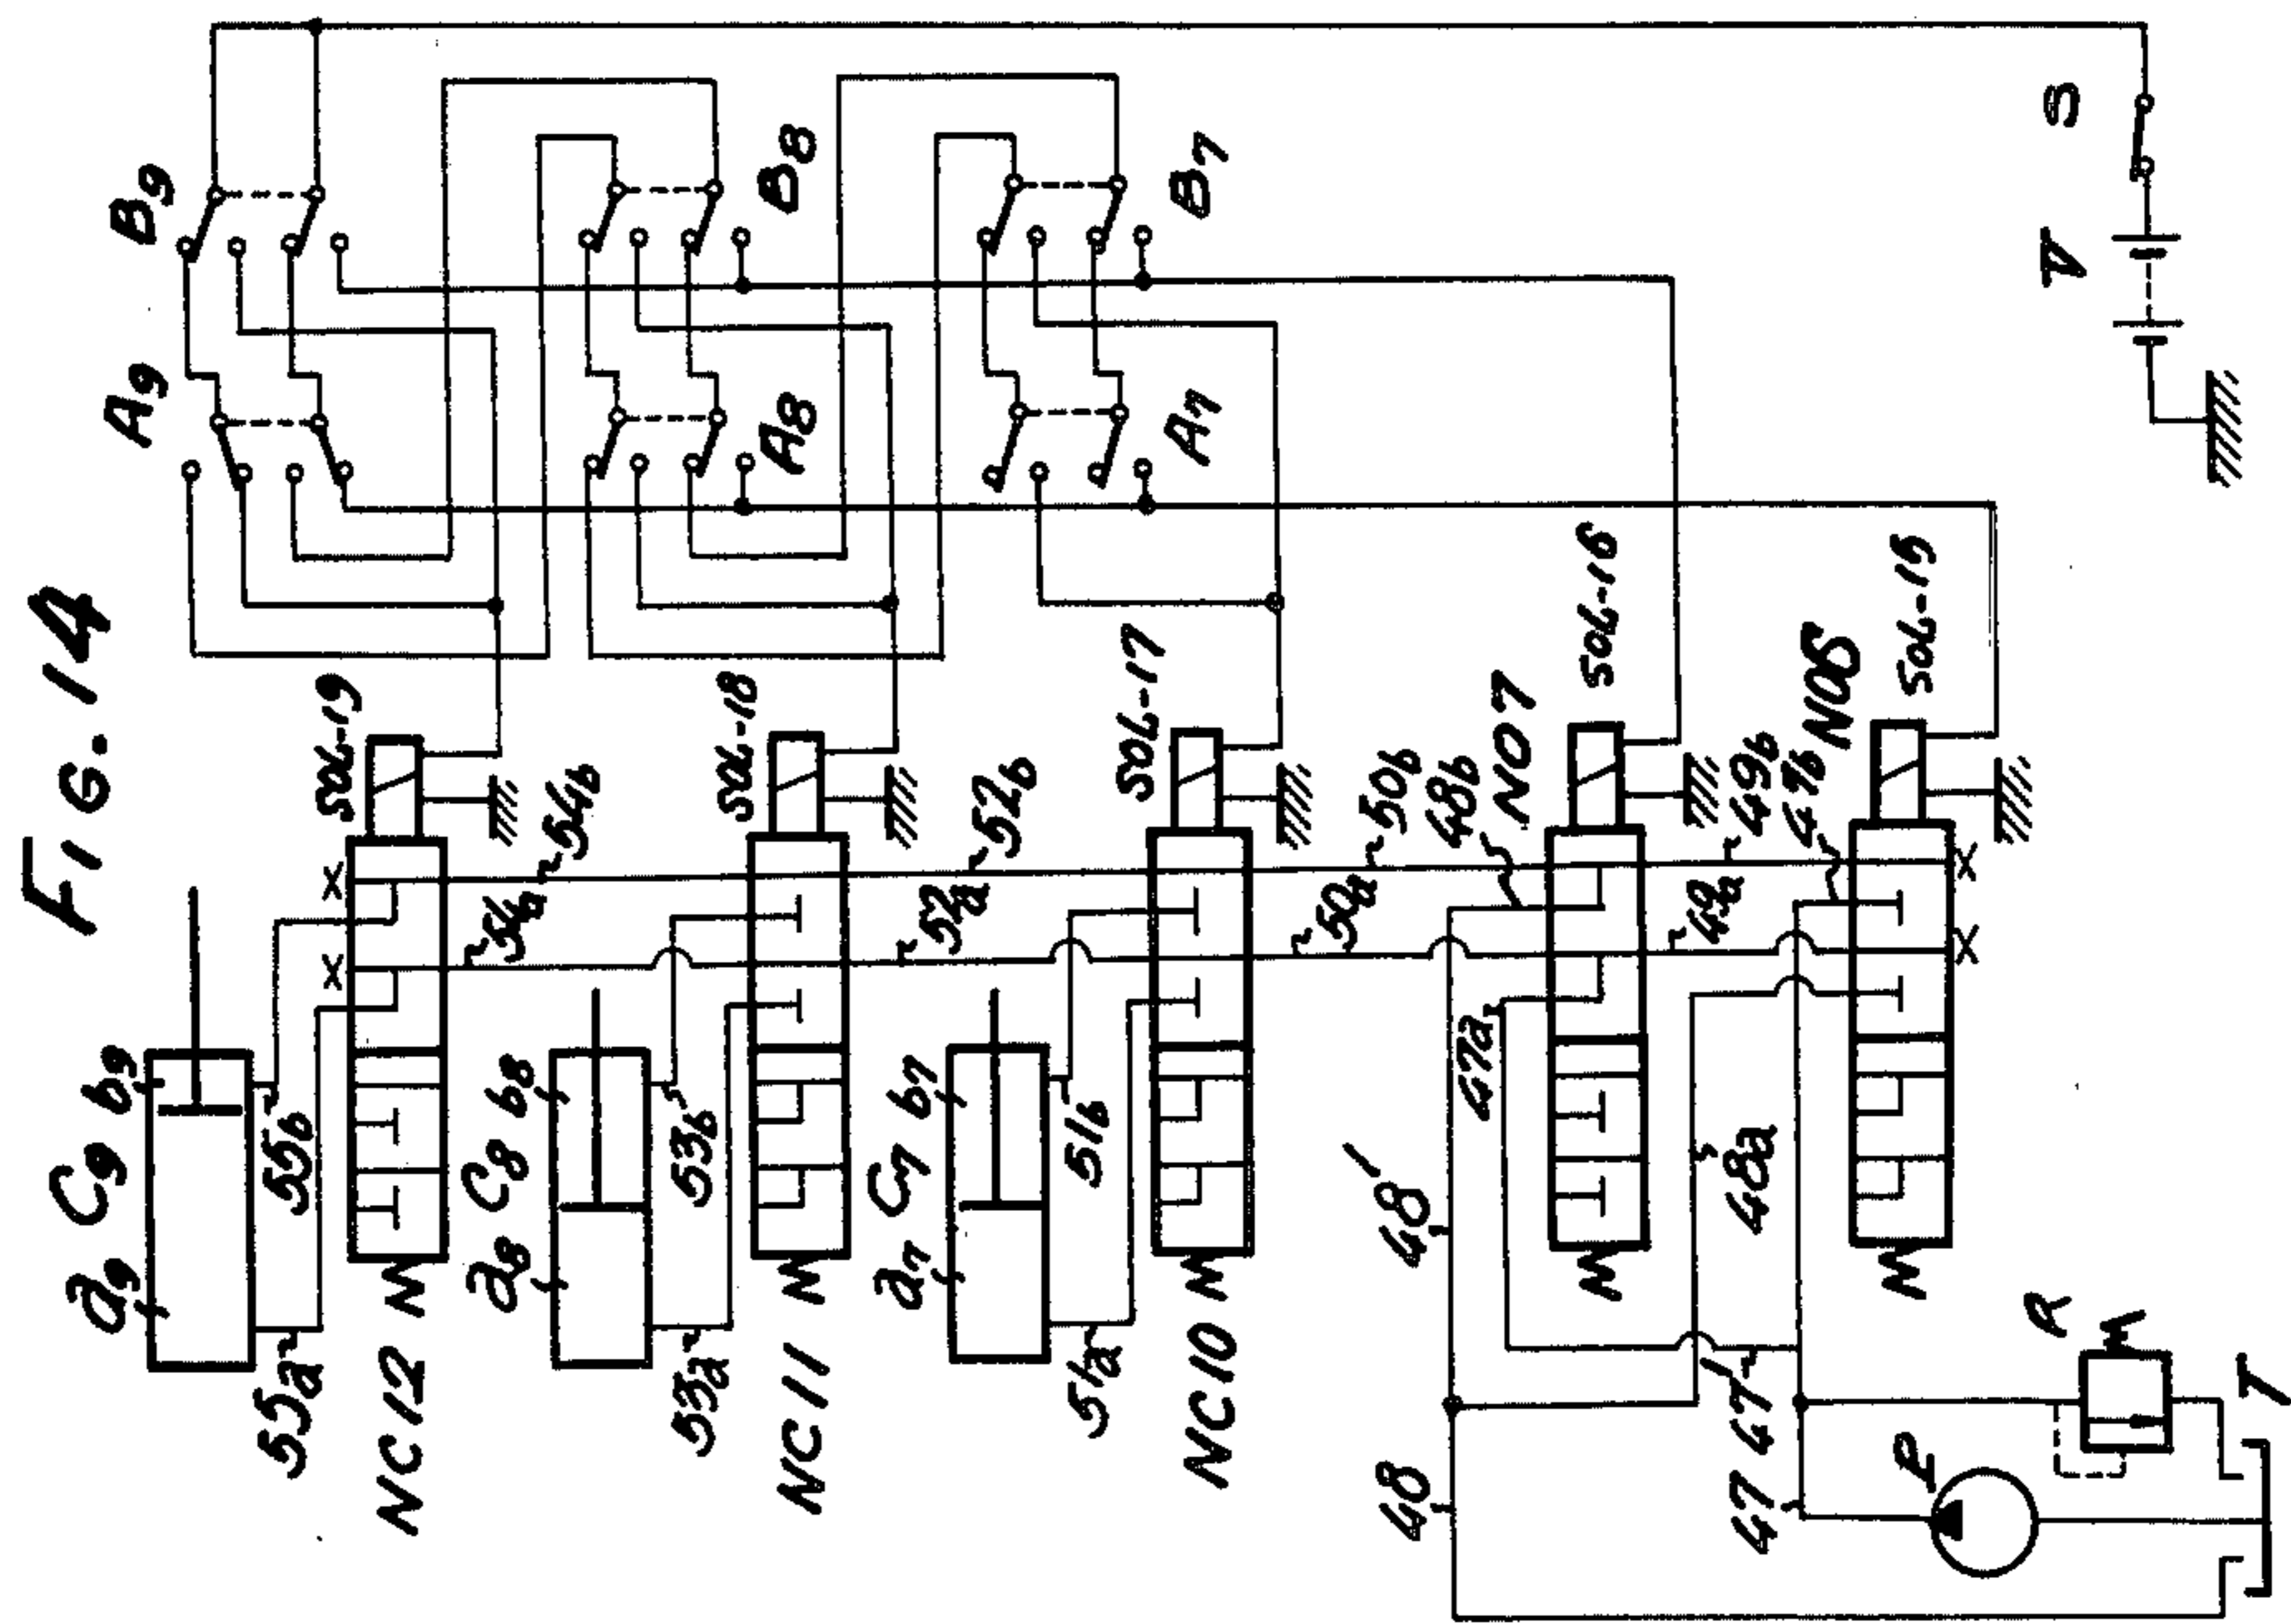 FIG. 14
A9
B9
A8
B8
A7
B7
S
V
SOL-19
SOL-18
SOL-17
SOL-16
SOL-15
54b
54a
52b
52a
50b
50a
48b
NO7
49b
47b
49a
X
X
X
X
a9 C9 b9
55a
55b
NC12
a8 C8 b8
53a
53b
NC11
a7 C7 b7
51a
51b
NC10
47a
48a
48'
48
47'
47
R
P
T